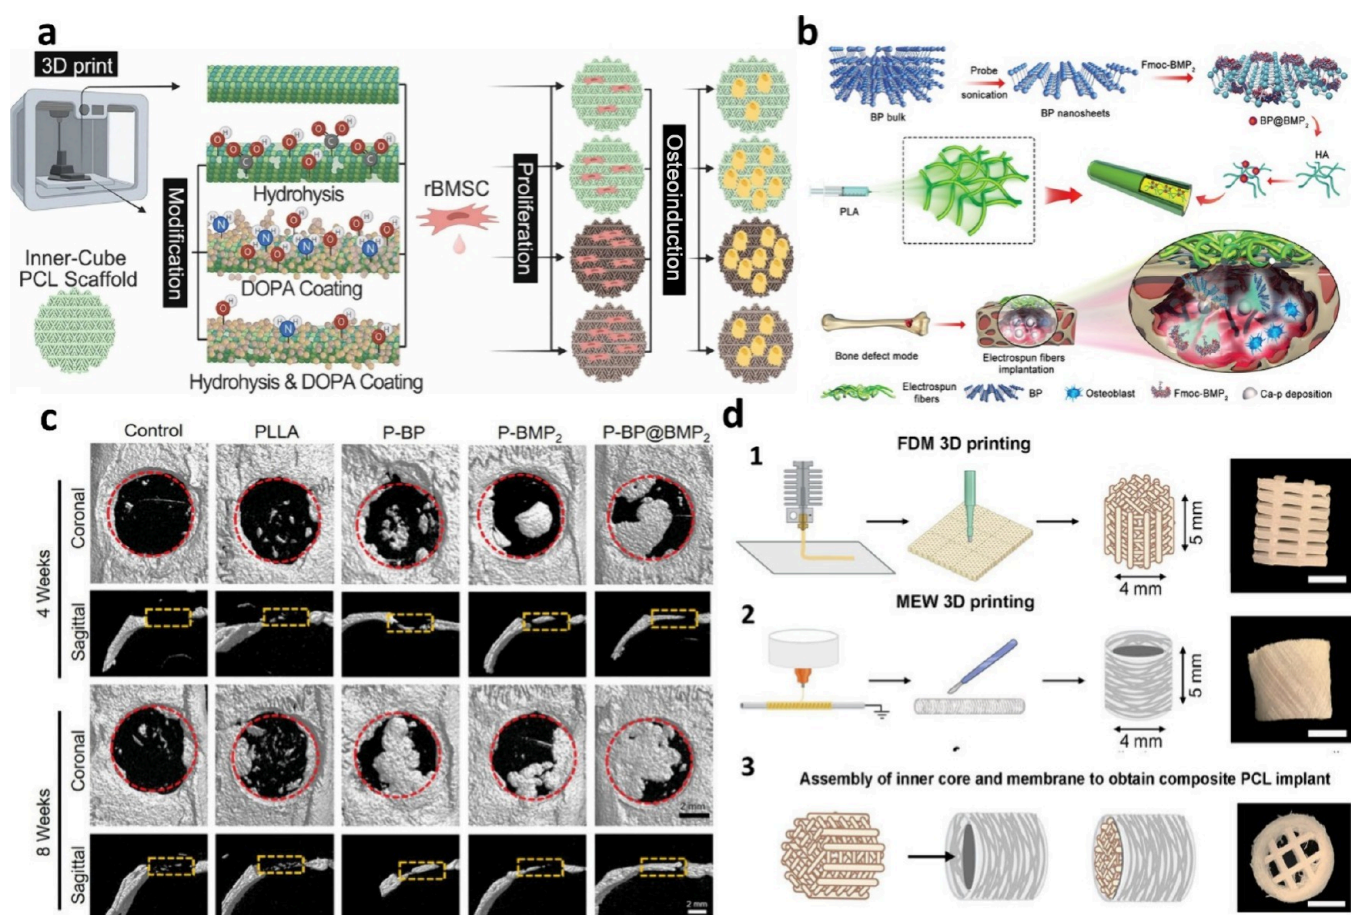 a
3D print
Inner-Cube
PCL Scaffold
Modification
Hydrohysis
DOPA Coating
Hydrohysis & DOPA Coating
rBMSC
Proliferation
Osteoinduction
b
BP bulk
Probe
sonication
BP nanosheets
Fmoc-BMP2
BP@BMP2
HA
PLA
Bone defect mode
Electrospun fibers
implantation
Electrospun
fibers
BP
Osteoblast
Fmoc-BMP2
Ca-p deposition
c
Control
PLLA
P-BP
P-BMP2
P-BP@BMP2
4 Weeks
Coronal
Sagittal
8 Weeks
Coronal
Sagittal
2 mm
2 mm
d
1
FDM 3D printing
5 mm
4 mm
2
MEW 3D printing
5 mm
4 mm
3
Assembly of inner core and membrane to obtain composite PCL implant